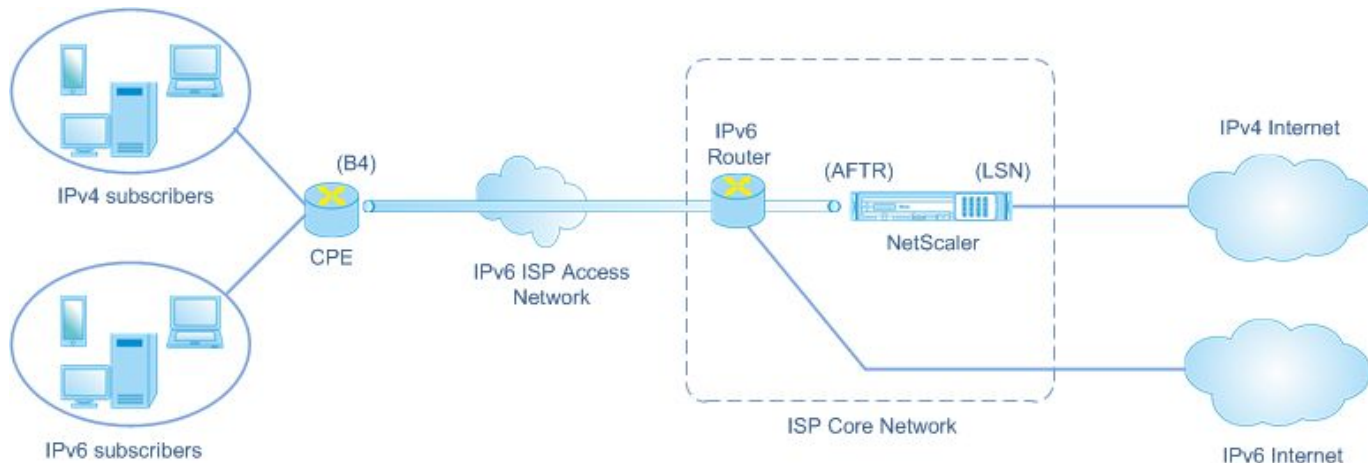 IPv4 subscribers
IPv6 subscribers
(B4)
CPE
IPv6 ISP Access
Network
IPv6
Router
(AFTR)
(LSN)
NetScaler
ISP Core Network
IPv4 Internet
IPv6 Internet